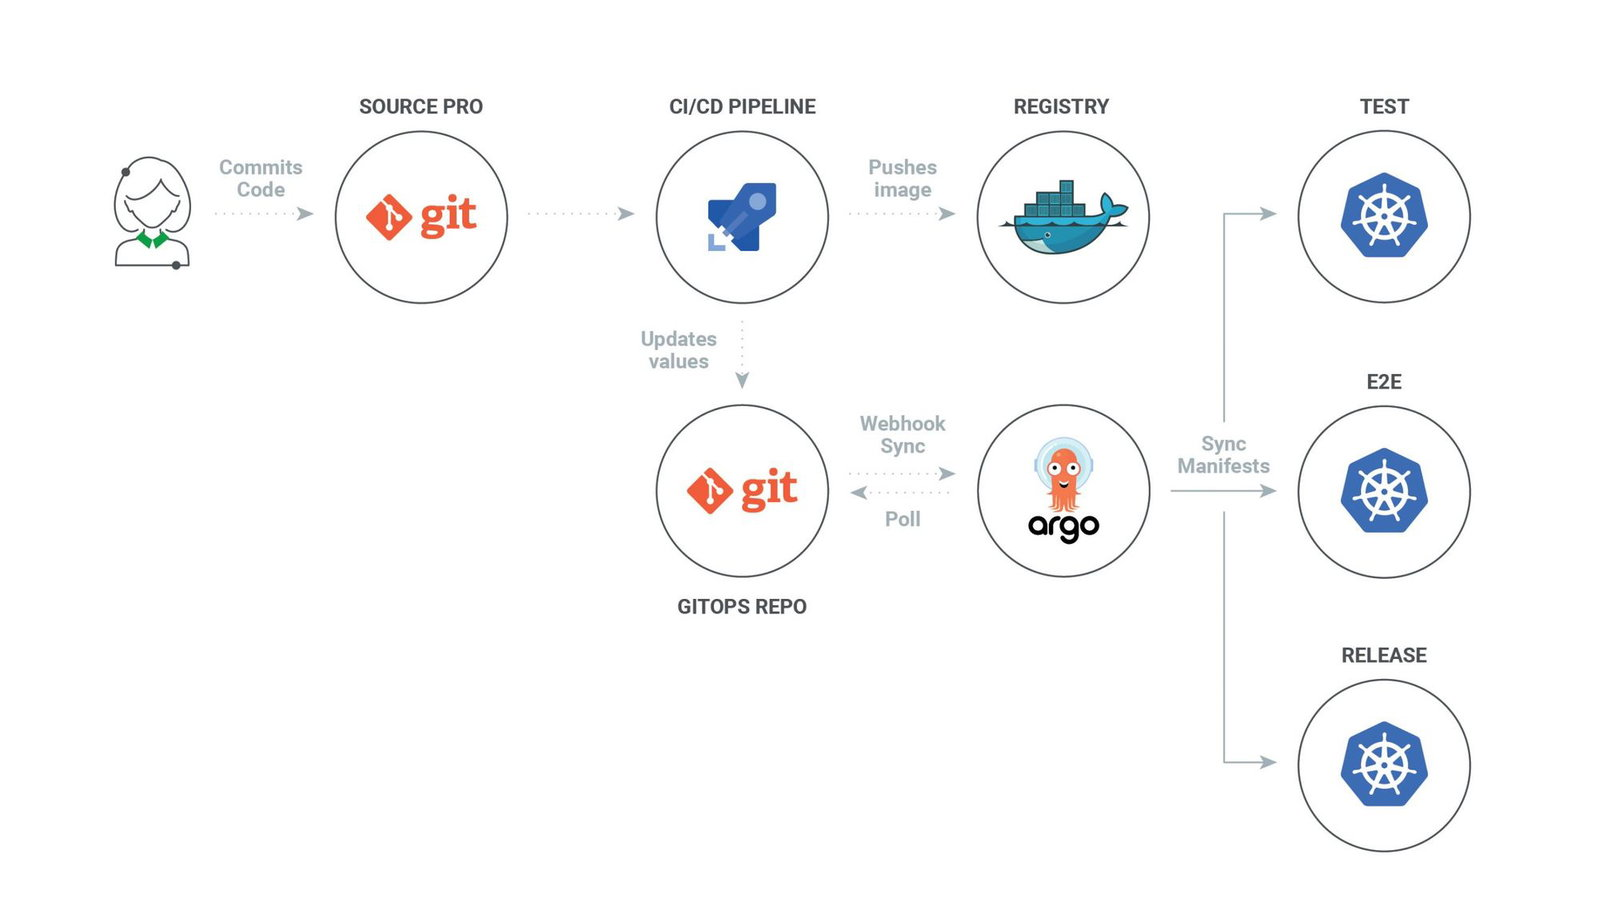 SOURCE PRO
CI/CD PIPELINE
REGISTRY
TEST
Commits
Code
git
Pushes
image
Updates
values
E2E
git
Webhook
Sync
Poll
argo
Sync
Manifests
GITOPS REPO
RELEASE